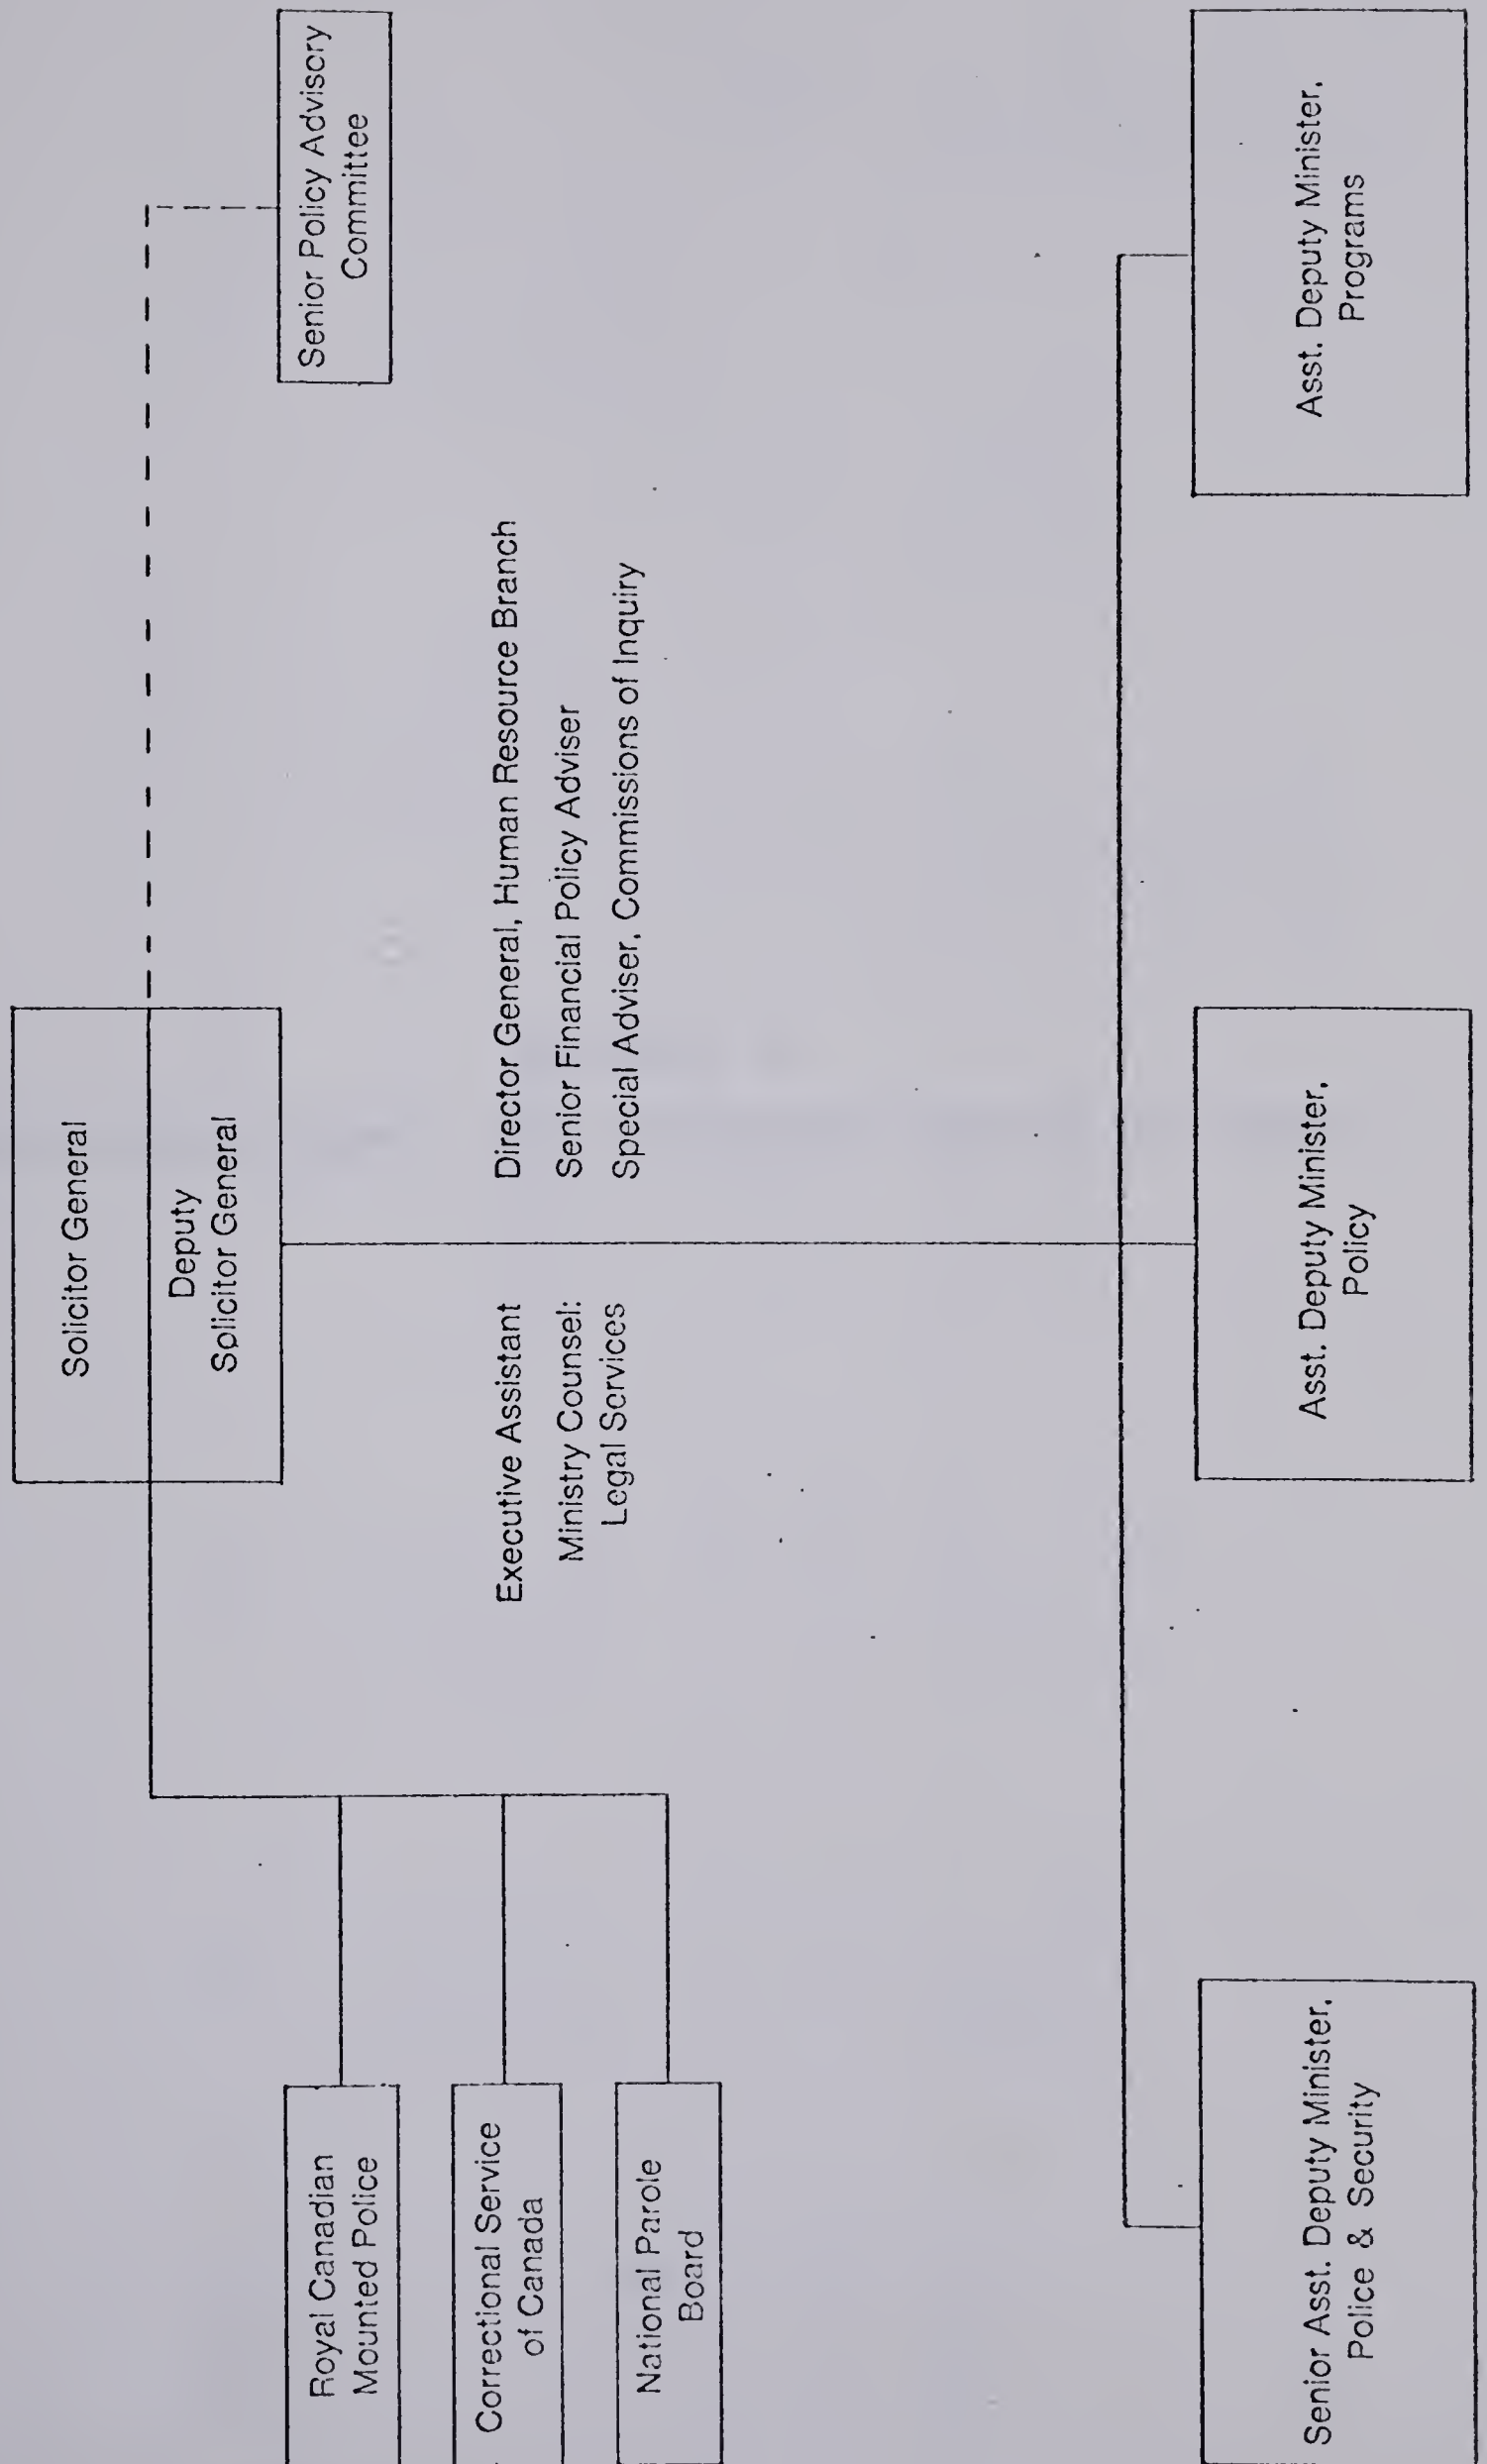 Solicitor General
Deputy
Solicitor General
Senior Policy Advisory
Committee
Royal Canadian
Mounted Police
Correctional Service
of Canada
National Parole
Board
Executive Assistant
Ministry Counsel:
Legal Services
Director General, Human Resource Branch
Senior Financial Policy Adviser
Special Adviser, Commissions of Inquiry
Senior Asst. Deputy Minister,
Police & Security
Asst. Deputy Minister,
Policy
Asst. Deputy Minister,
Programs